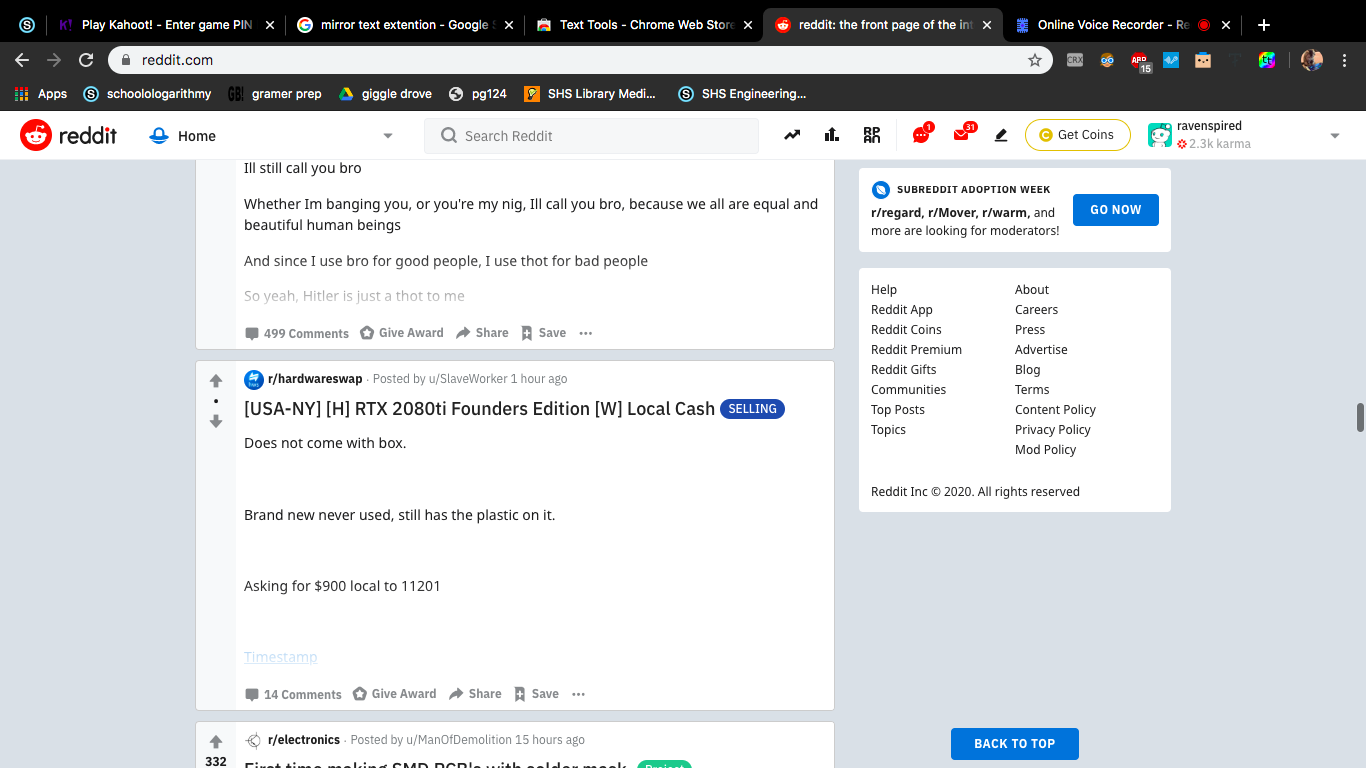 Play Kahoot! - Enter game PIN
mirror text extention - Google
Text Tools - Chrome Web Store
reddit: the front page of the int
Online Voice Recorder - Re
reddit.com
CRX
ABP
15
Apps
schoolologarithmy
GB!
gramer prep
giggle drove
pg124
SHS Library Medi...
SHS Engineering...
reddit
Home
Search Reddit
1
31
Get Coins
ravenspired
2.3k karma
Ill still call you bro
Whether Im banging you, or you're my nig, Ill call you bro, because we all are equal and
beautiful human beings
And since I use bro for good people, I use thot for bad people
So yeah, Hitler is just a thot to me
499 Comments
Give Award
Share
Save
r/hardwareswap · Posted by u/SlaveWorker 1 hour ago
[USA-NY] [H] RTX 2080ti Founders Edition [W] Local Cash SELLING
Does not come with box.
Brand new never used, still has the plastic on it.
Asking for $900 local to 11201
Timestamp
14 Comments
Give Award
Share
Save
r/electronics · Posted by u/ManOfDemolition 15 hours ago
332
First time making SMD PCB's with solder mask Project
SUBREDDIT ADOPTION WEEK
r/regard, r/Mover, r/warm, and
more are looking for moderators!
GO NOW
Help
Reddit App
Reddit Coins
Reddit Premium
Reddit Gifts
Communities
Top Posts
Topics
About
Careers
Press
Advertise
Blog
Terms
Content Policy
Privacy Policy
Mod Policy
Reddit Inc © 2020. All rights reserved
BACK TO TOP